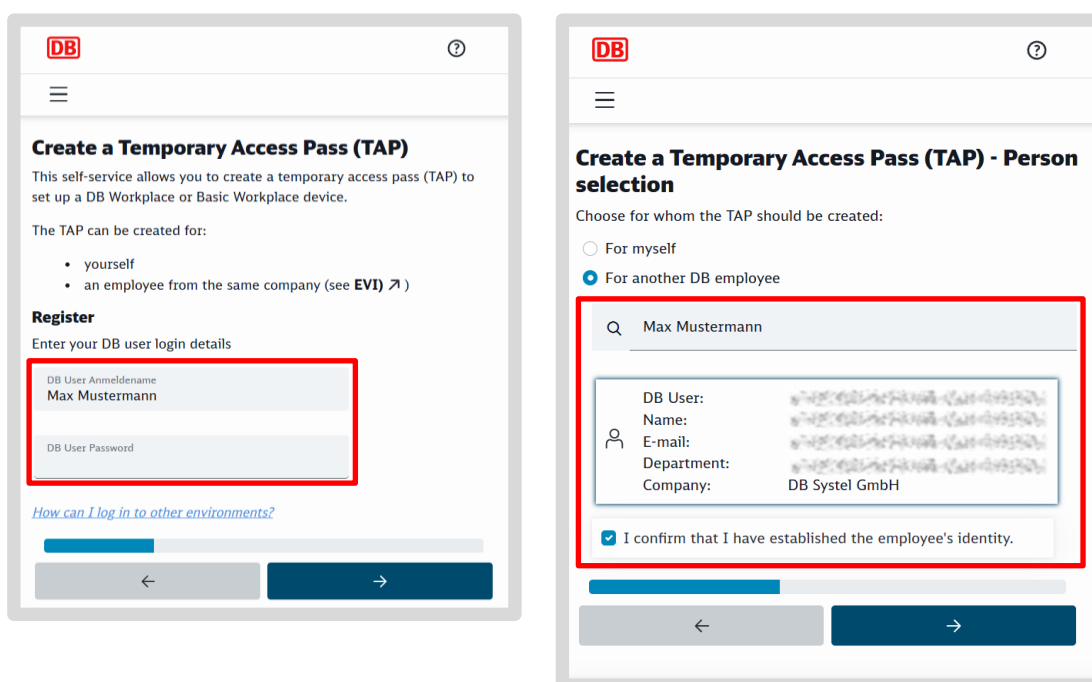 DB
Create a Temporary Access Pass (TAP)
This self-service allows you to create a temporary access pass (TAP) to
set up a DB Workplace or Basic Workplace device.
The TAP can be created for:
• yourself
• an employee from the same company (see EVI) ↗ )
Register
Enter your DB user login details
DB User Anmeldename
Max Mustermann
DB User Password
How can I log in to other environments?
DB
Create a Temporary Access Pass (TAP) - Person
selection
Choose for whom the TAP should be created:
For myself
For another DB employee
Max Mustermann
DB User:
Name:
E-mail:
Department:
Company: DB Systel GmbH
I confirm that I have established the employee's identity.